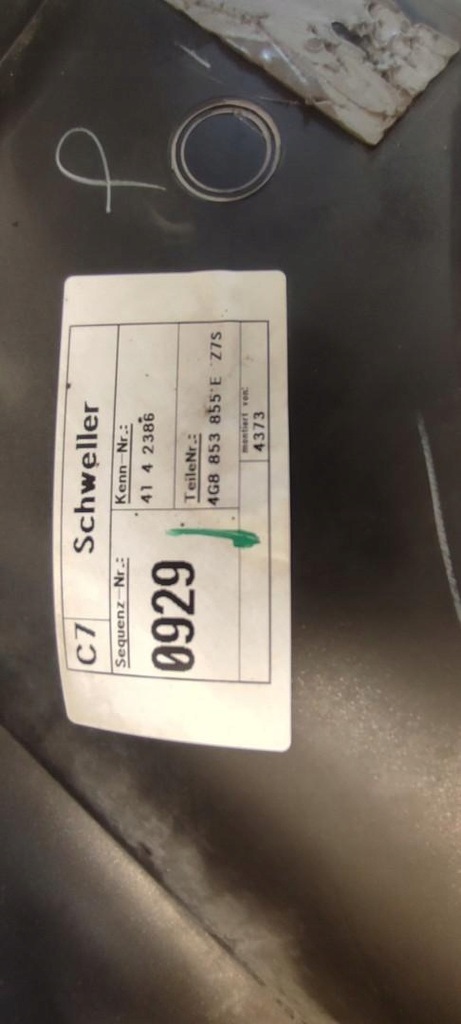 C7 Schweller
Sequenz-Nr.: Kenn-Nr.:
0929 41 4 2386
TeileNr.:
4G8 853 855 E Z7S
montiert von:
4373